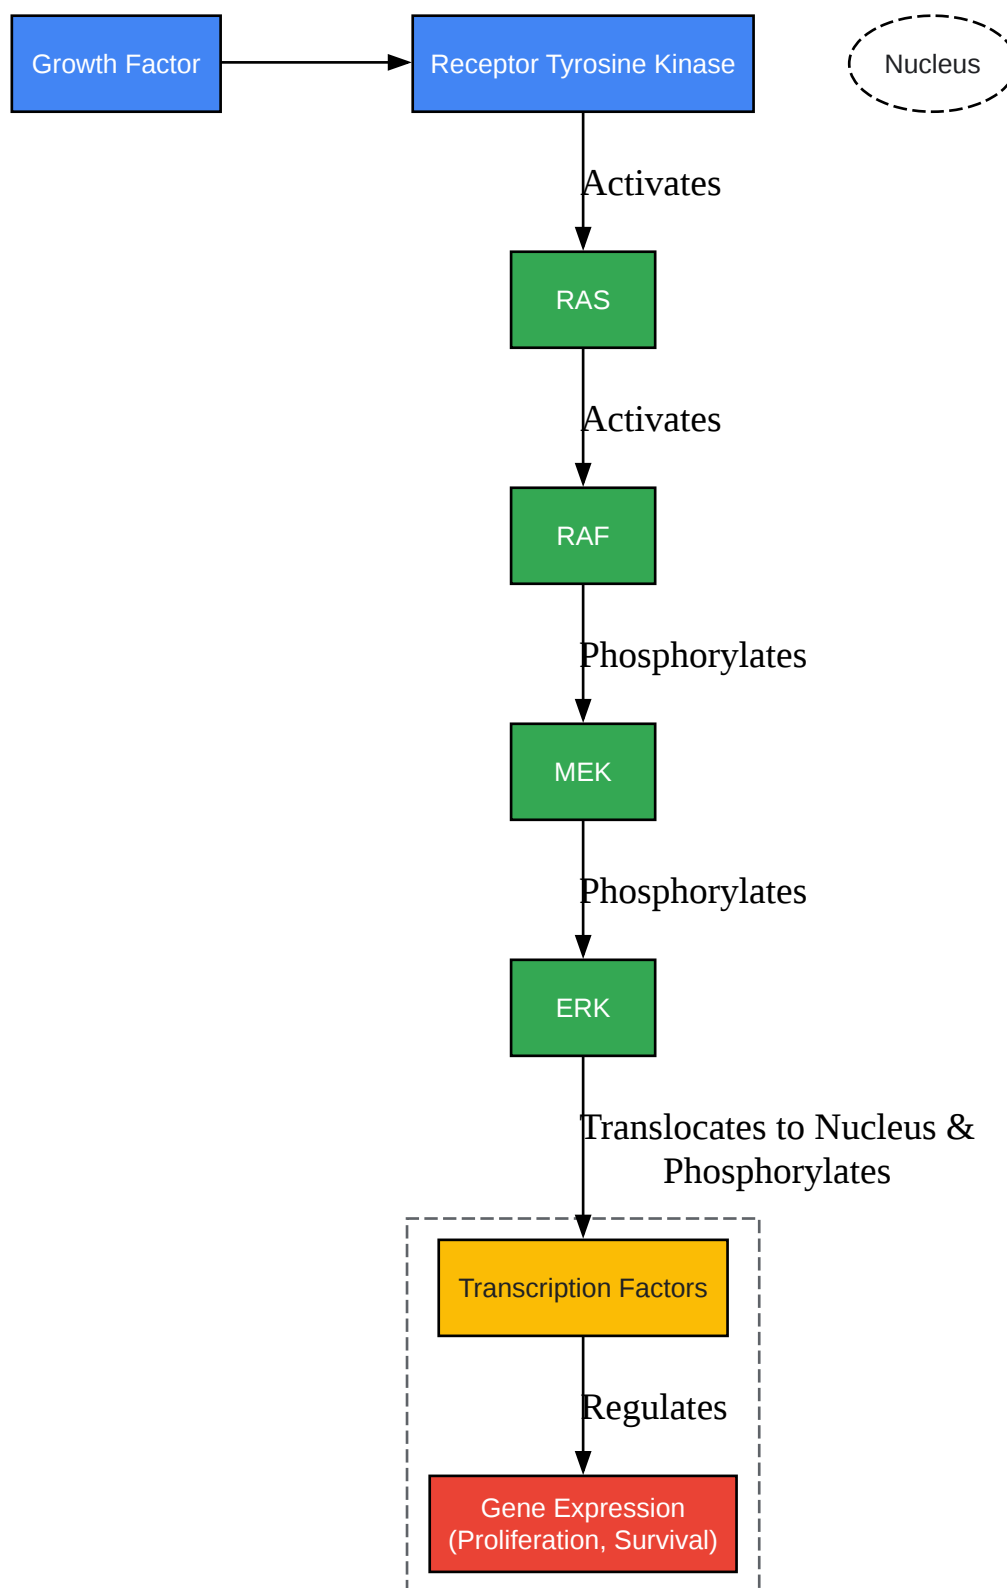 Growth Factor
Receptor Tyrosine Kinase
Nucleus
Activates
RAS
Activates
RAF
Phosphorylates
MEK
Phosphorylates
ERK
Translocates to Nucleus &
Phosphorylates
Transcription Factors
Regulates
Gene Expression
(Proliferation, Survival)